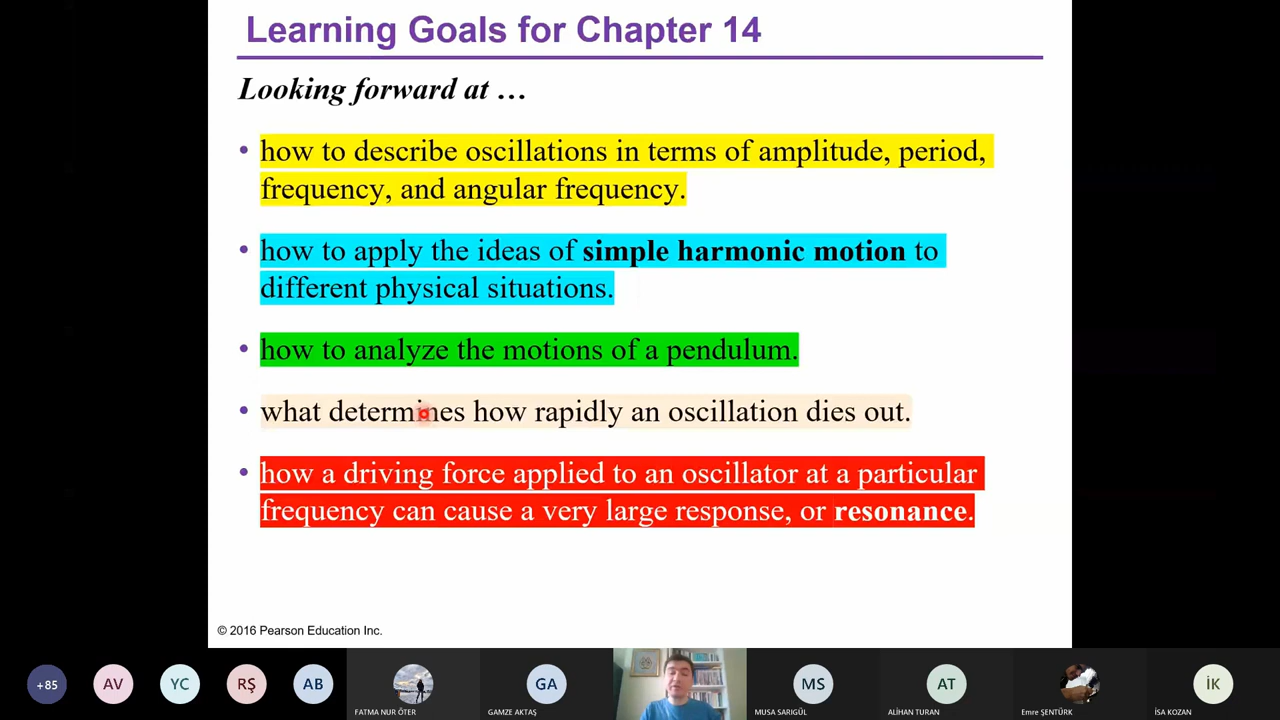 Learning Goals for Chapter 14
Looking forward at …
• how to describe oscillations in terms of amplitude, period,
frequency, and angular frequency.
• how to apply the ideas of simple harmonic motion to
different physical situations.
• how to analyze the motions of a pendulum.
• what determines how rapidly an oscillation dies out.
• how a driving force applied to an oscillator at a particular
frequency can cause a very large response, or resonance.
© 2016 Pearson Education Inc.
+85 AV YC RŞ AB GA MS AT İK
FATMA NUR ÖTER GAMZE AKTAŞ MUSA SARIGÜL ALİHAN TURAN Emre ŞENTÜRK İSA KOZAN